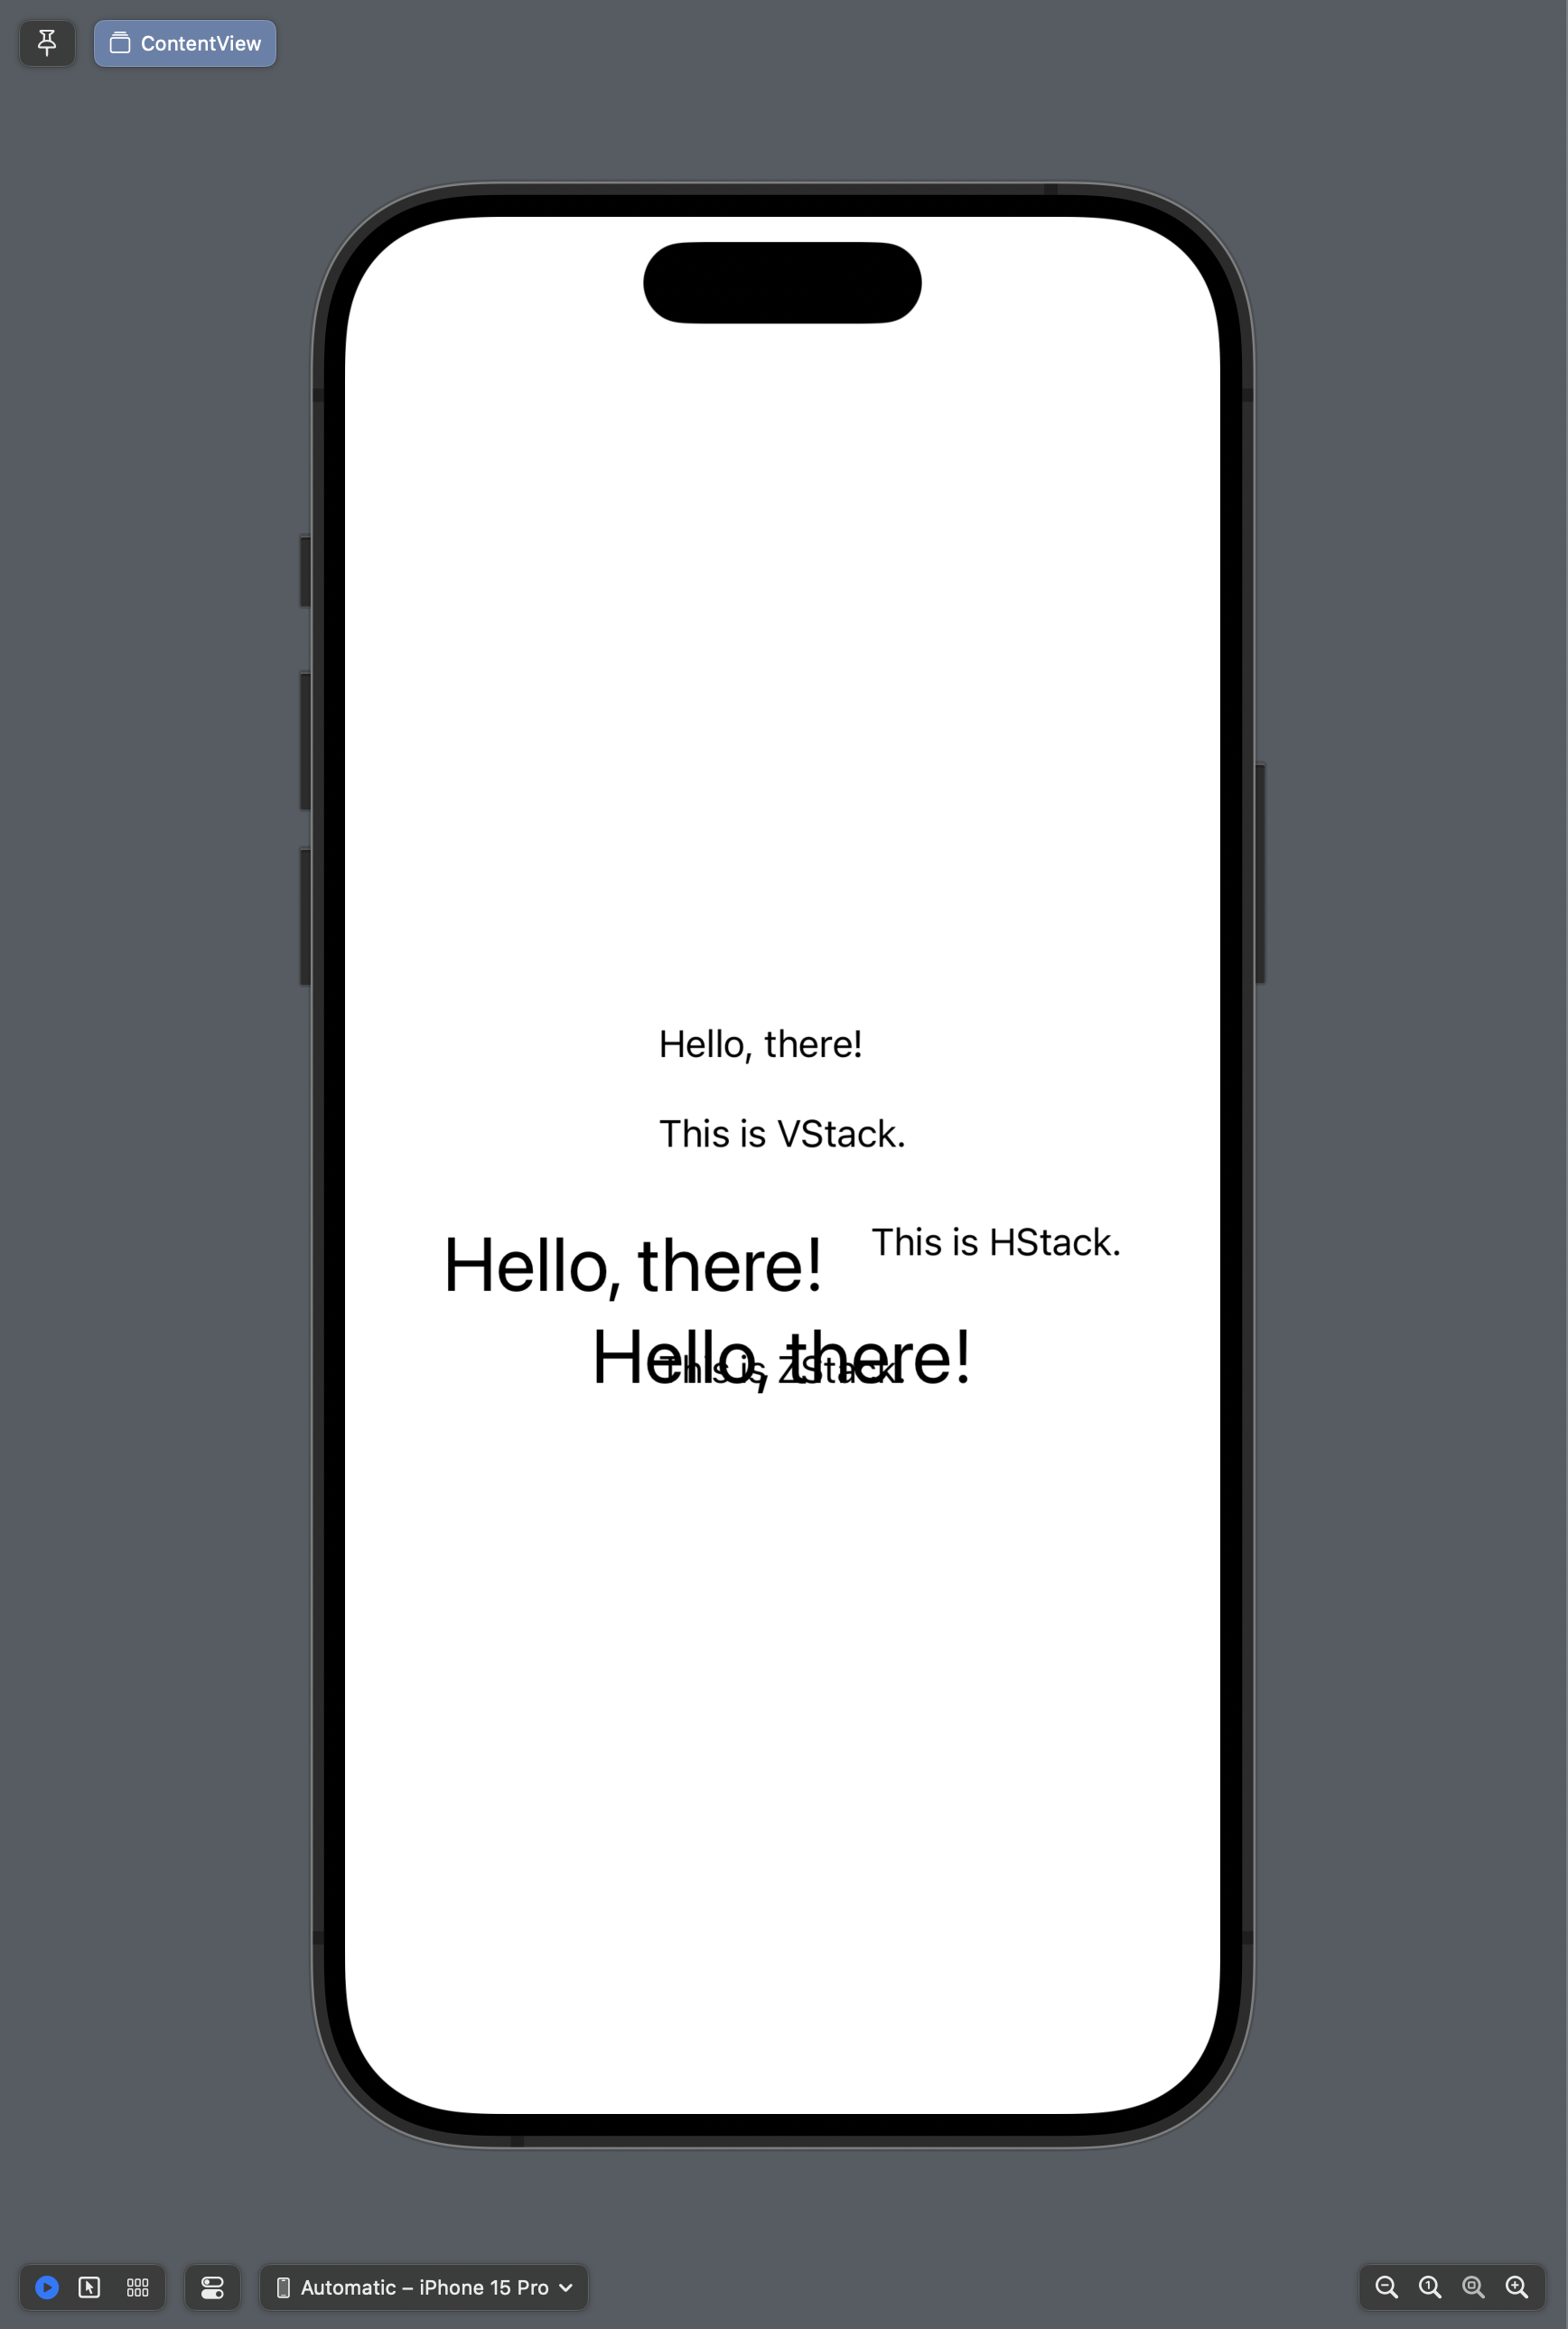 ContentView
Hello, there!
This is VStack.
Hello, there! This is HStack.
Hello, there!
This is ZStack.
Automatic – iPhone 15 Pro